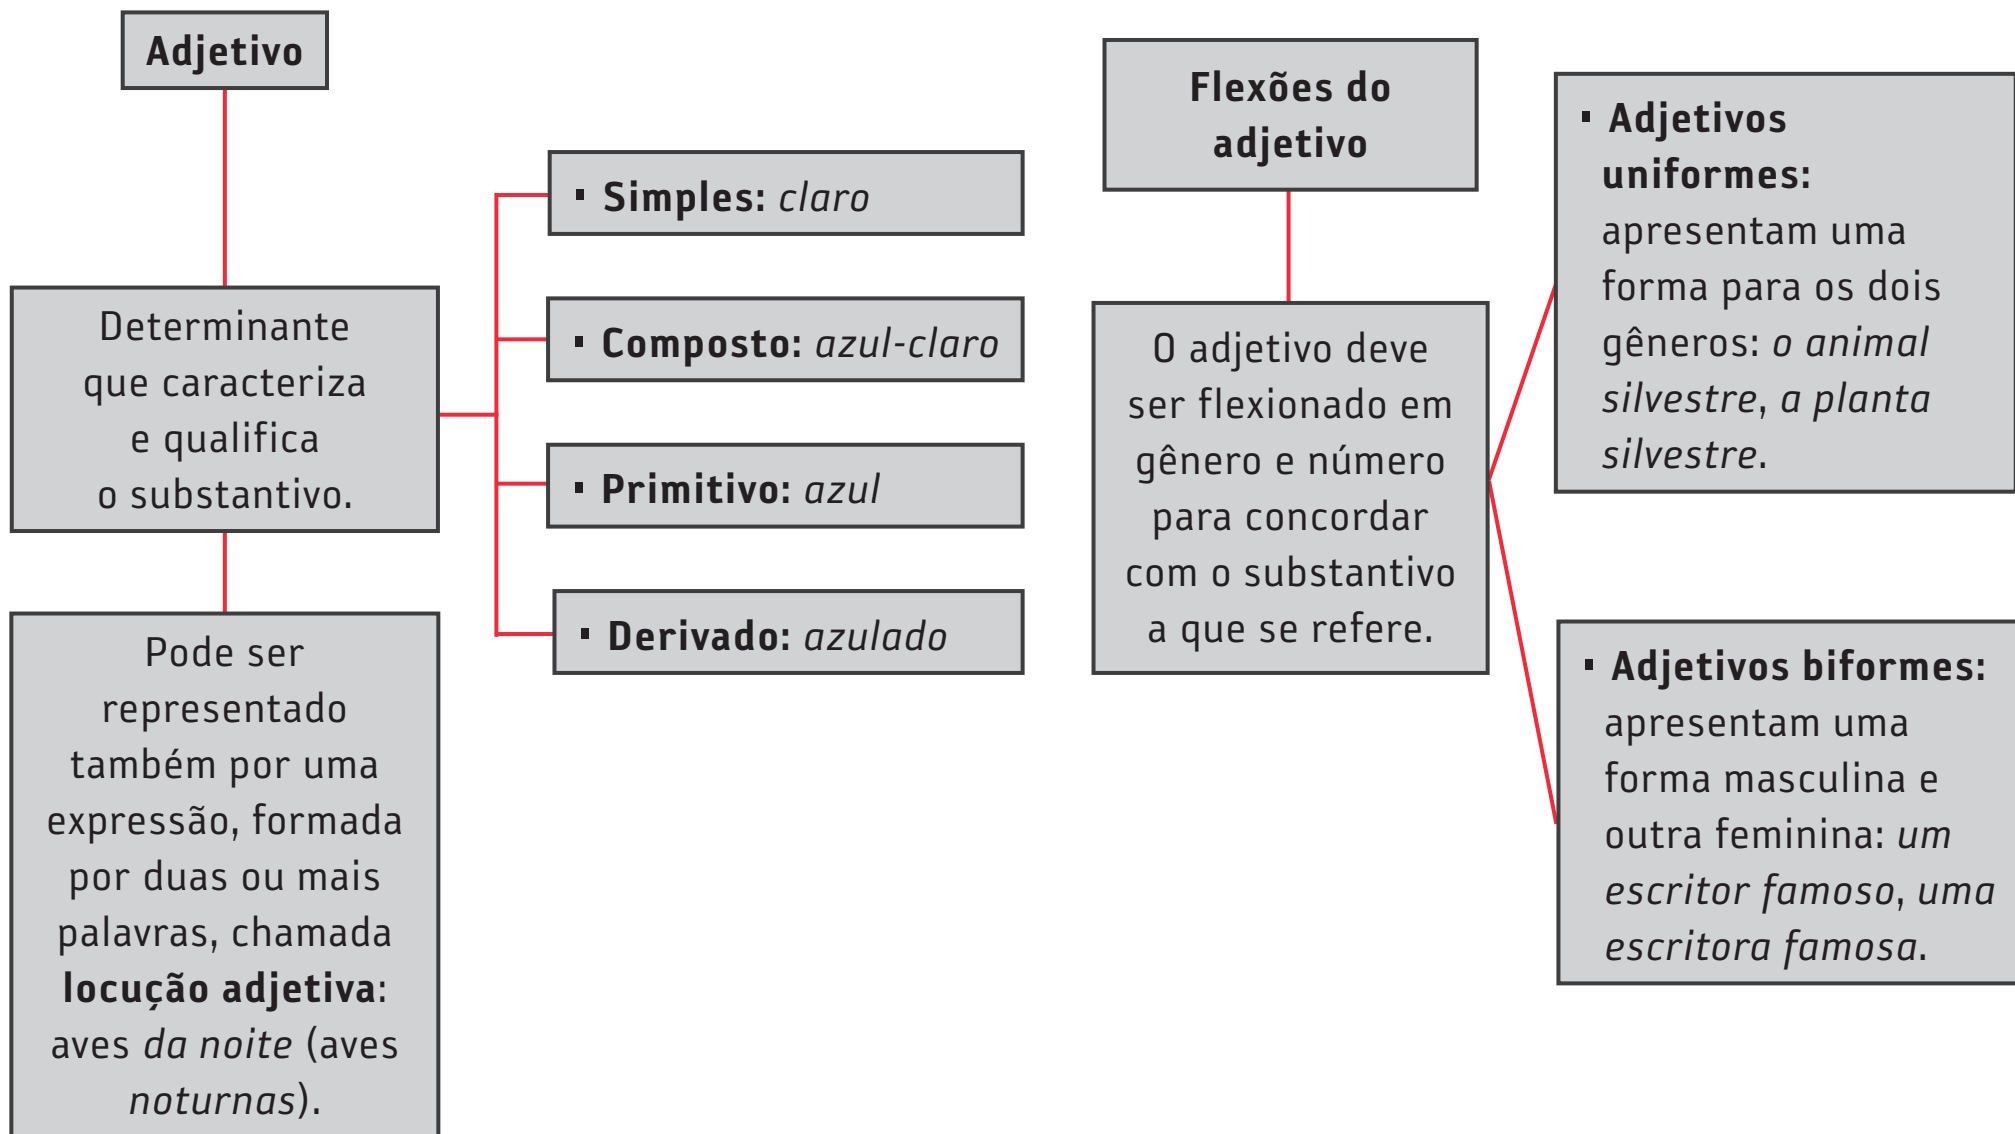 Adjetivo
Determinante
que caracteriza
e qualifica
o substantivo.
Pode ser
representado
também por uma
expressão, formada
por duas ou mais
palavras, chamada
locução adjetiva:
aves da noite (aves
noturnas).
▪ Simples: claro
▪ Composto: azul-claro
▪ Primitivo: azul
▪ Derivado: azulado
Flexões do
adjetivo
O adjetivo deve
ser flexionado em
gênero e número
para concordar
com o substantivo
a que se refere.
▪ Adjetivos
uniformes:
apresentam uma
forma para os dois
gêneros: o animal
silvestre, a planta
silvestre.
▪ Adjetivos biformes:
apresentam uma
forma masculina e
outra feminina: um
escritor famoso, uma
escritora famosa.